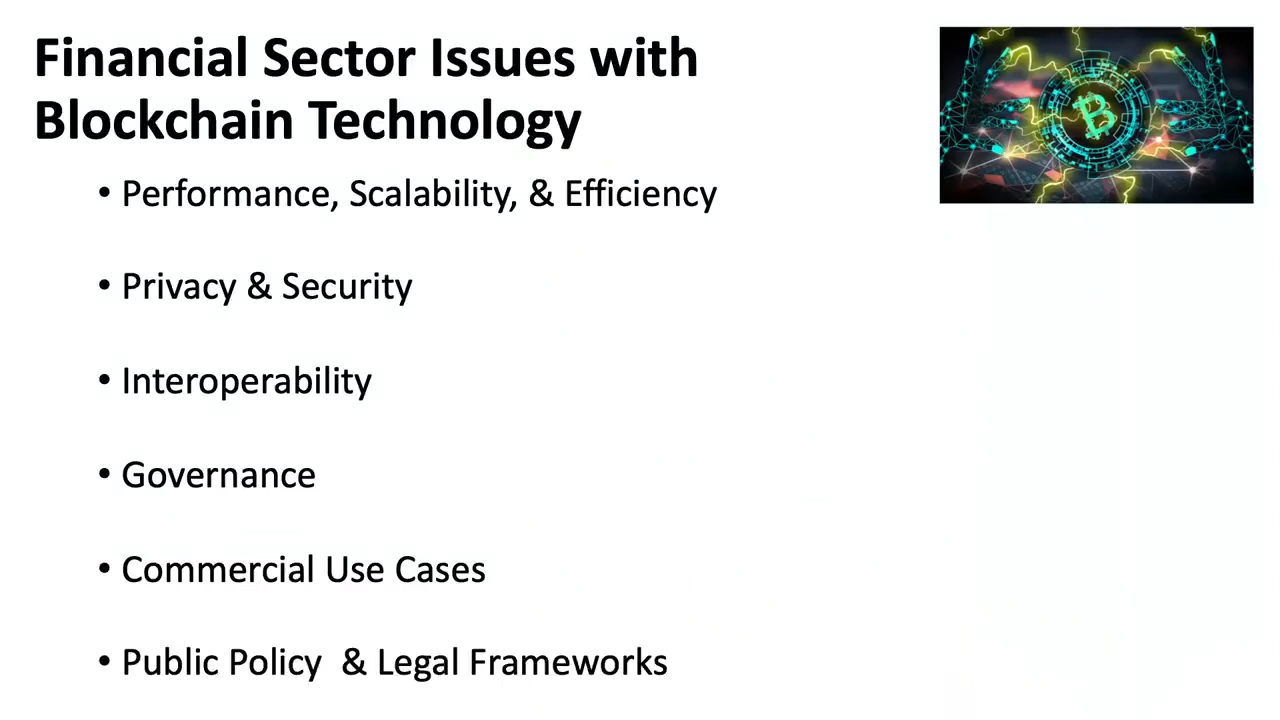 Financial Sector Issues with
Blockchain Technology
• Performance, Scalability, & Efficiency
• Privacy & Security
• Interoperability
• Governance
• Commercial Use Cases
• Public Policy  & Legal Frameworks